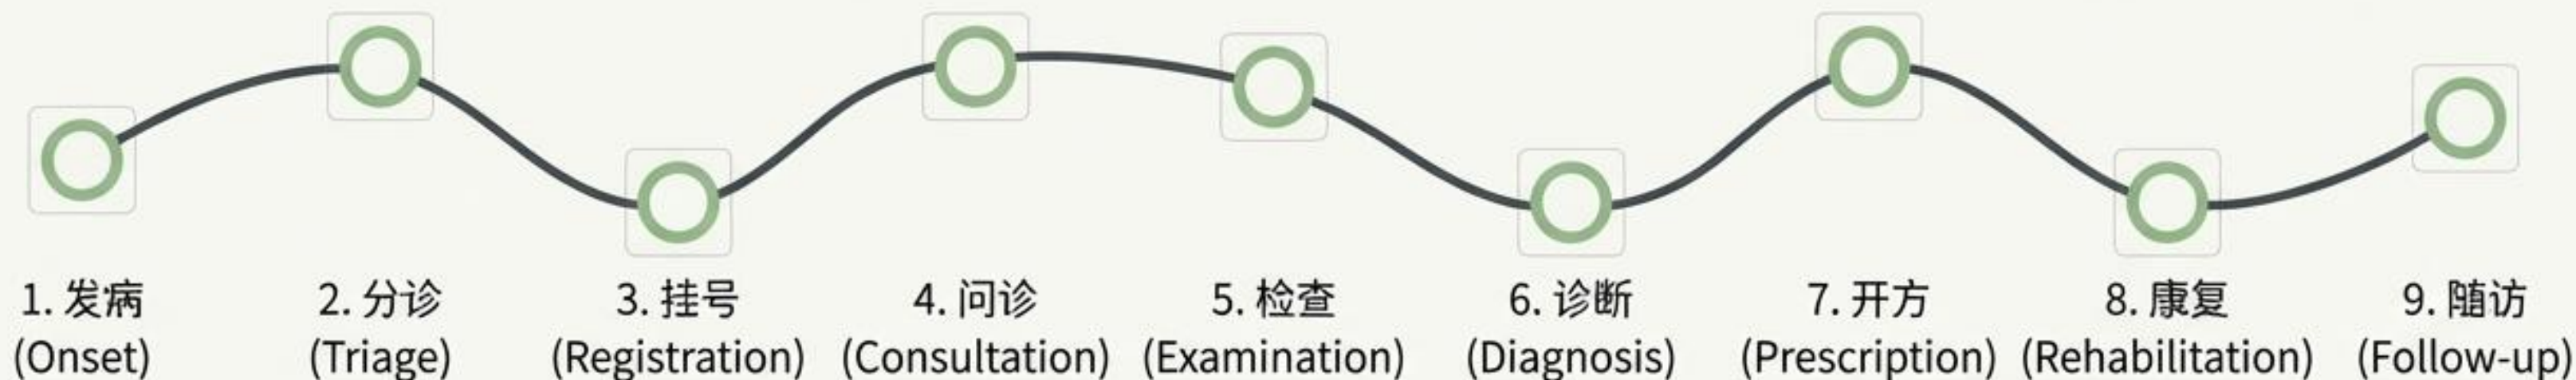 1. 发病
(Onset)
2. 分诊
(Triage)
3. 挂号
(Registration)
4. 问诊
(Consultation)
5. 检查
(Examination)
6. 诊断
(Diagnosis)
7. 开方
(Prescription)
8. 康复
(Rehabilitation)
9. 随访
(Follow-up)